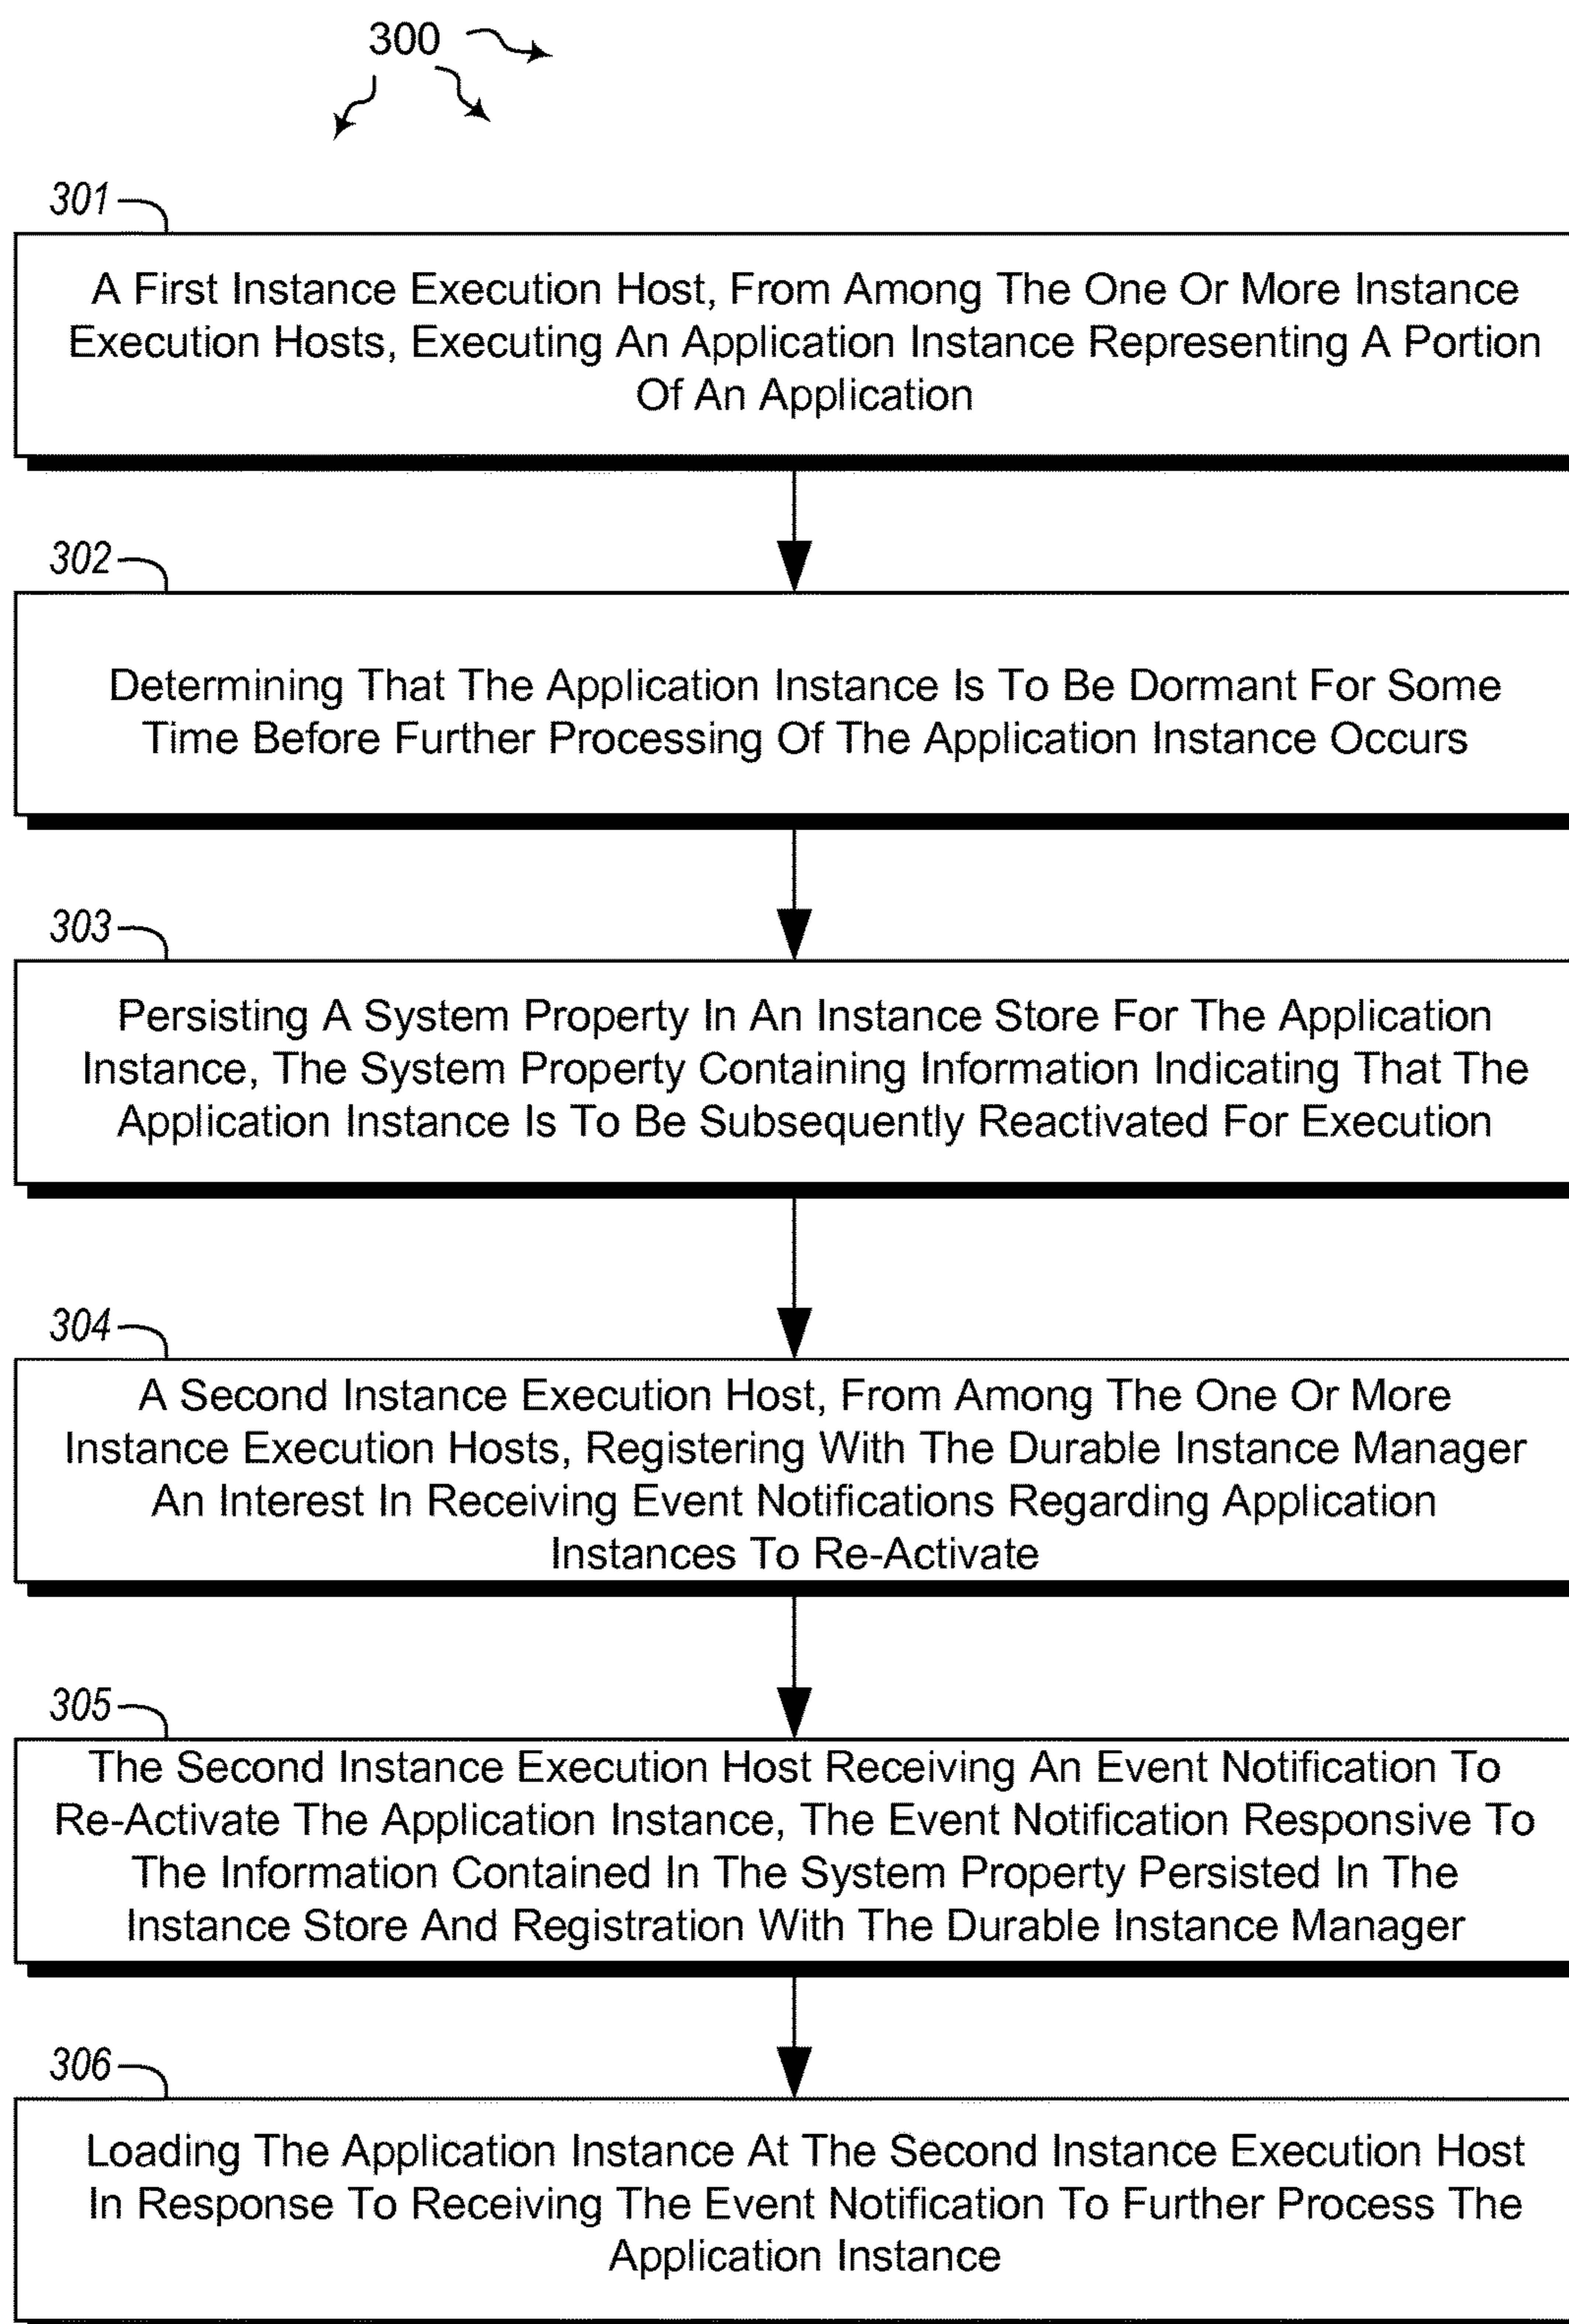 300
301
A First Instance Execution Host, From Among The One Or More Instance
Execution Hosts, Executing An Application Instance Representing A Portion
Of An Application
302
Determining That The Application Instance Is To Be Dormant For Some
Time Before Further Processing Of The Application Instance Occurs
303
Persisting A System Property In An Instance Store For The Application
Instance, The System Property Containing Information Indicating That The
Application Instance Is To Be Subsequently Reactivated For Execution
304
A Second Instance Execution Host, From Among The One Or More
Instance Execution Hosts, Registering With The Durable Instance Manager
An Interest In Receiving Event Notifications Regarding Application
Instances To Re-Activate
305
The Second Instance Execution Host Receiving An Event Notification To
Re-Activate The Application Instance, The Event Notification Responsive To
The Information Contained In The System Property Persisted In The
Instance Store And Registration With The Durable Instance Manager
306
Loading The Application Instance At The Second Instance Execution Host
In Response To Receiving The Event Notification To Further Process The
Application Instance